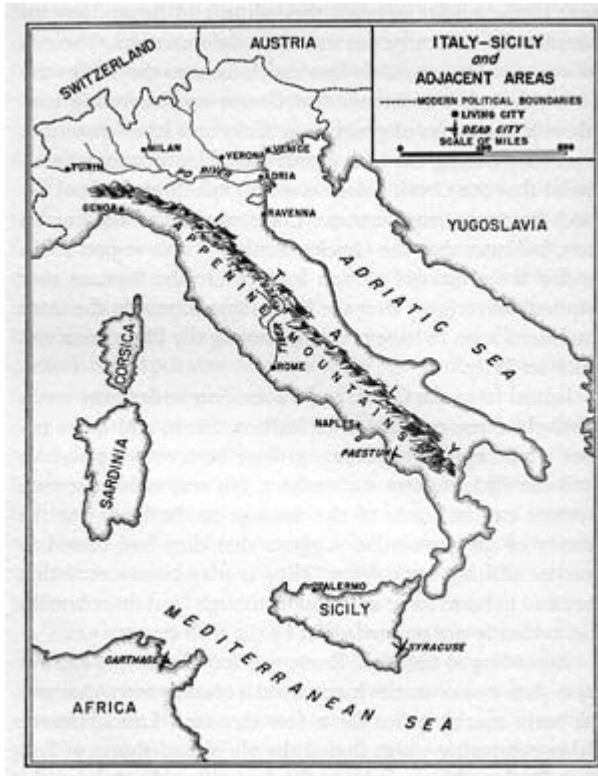 SWITZERLAND
AUSTRIA
ITALY–SICILY
and
ADJACENT AREAS
MODERN POLITICAL BOUNDARIES
LIVING CITY
DEAD CITY
SCALE OF MILES
0
MILAN
VERONA
VENICE
TURIN
PO RIVER
ADRIA
GENOA
RAVENNA
YUGOSLAVIA
APPENINE MOUNTAINS
ADRIATIC SEA
CORSICA
TIBER
ROME
NAPLES
PAESTUM
SARDINIA
PALERMO
SICILY
SYRACUSE
MEDITERRANEAN SEA
CARTHAGE
AFRICA